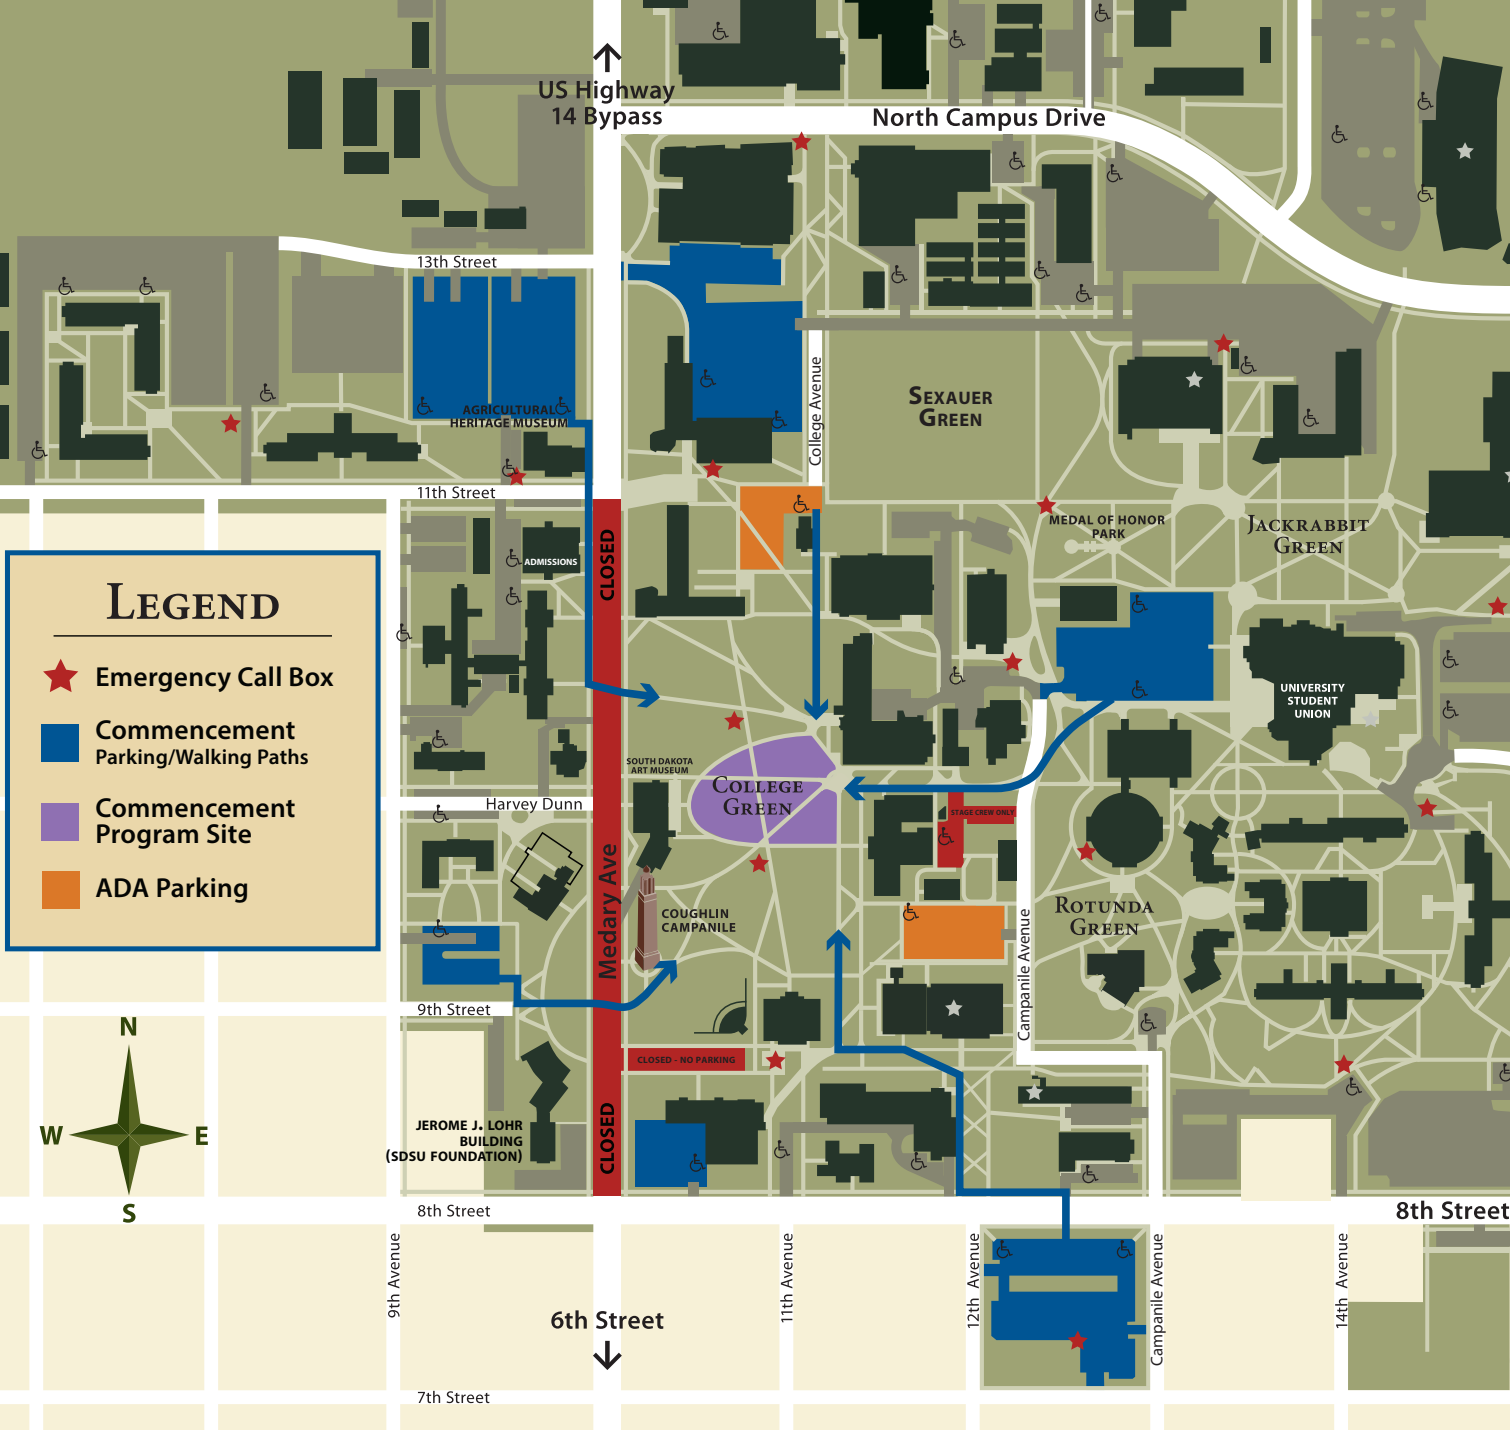 US Highway
14 Bypass
North Campus Drive
13th Street
College Avenue
SEXAUER
GREEN
AGRICULTURAL
HERITAGE MUSEUM
11th Street
MEDAL OF HONOR
PARK
JACKRABBIT
GREEN
ADMISSIONS
CLOSED
LEGEND
Emergency Call Box
Commencement
Parking/Walking Paths
Commencement
Program Site
ADA Parking
UNIVERSITY
STUDENT
UNION
SOUTH DAKOTA
ART MUSEUM
COLLEGE
GREEN
Harvey Dunn
STAGE CREW ONLY
Medary Ave
COUGHLIN
CAMPANILE
ROTUNDA
GREEN
Campanile Avenue
9th Street
N
W
E
S
CLOSED - NO PARKING
JEROME J. LOHR
BUILDING
(SDSU FOUNDATION)
CLOSED
8th Street
8th Street
9th Avenue
11th Avenue
12th Avenue
Campanile Avenue
14th Avenue
6th Street
7th Street